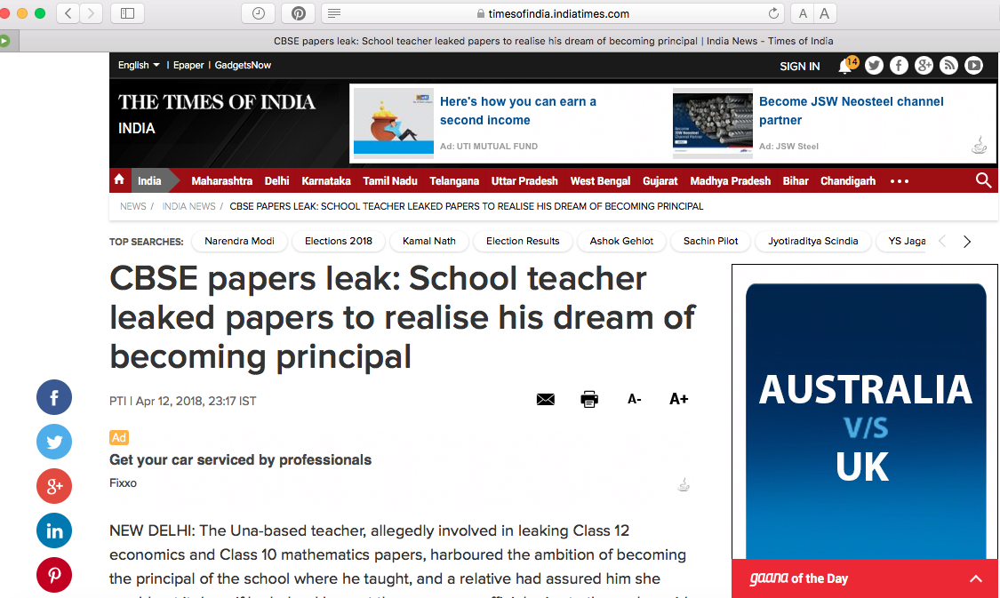 timesofindia.indiatimes.com
A A
CBSE papers leak: School teacher leaked papers to realise his dream of becoming principal | India News - Times of India
English | Epaper | GadgetsNow
SIGN IN
14
THE TIMES OF INDIA
INDIA
Here's how you can earn a
second income
Ad: UTI MUTUAL FUND
Become JSW Neosteel channel
partner
Ad: JSW Steel
India Maharashtra Delhi Karnataka Tamil Nadu Telangana Uttar Pradesh West Bengal Gujarat Madhya Pradesh Bihar Chandigarh
NEWS / INDIA NEWS / CBSE PAPERS LEAK: SCHOOL TEACHER LEAKED PAPERS TO REALISE HIS DREAM OF BECOMING PRINCIPAL
TOP SEARCHES: Narendra Modi Elections 2018 Kamal Nath Election Results Ashok Gehlot Sachin Pilot Jyotiraditya Scindia YS Jaga
CBSE papers leak: School teacher
leaked papers to realise his dream of
becoming principal
PTI | Apr 12, 2018, 23:17 IST
A- A+
Ad
Get your car serviced by professionals
Fixxo
NEW DELHI: The Una-based teacher, allegedly involved in leaking Class 12
economics and Class 10 mathematics papers, harboured the ambition of becoming
the principal of the school where he taught, and a relative had assured him she
AUSTRALIA
V/S
UK
gaana of the Day